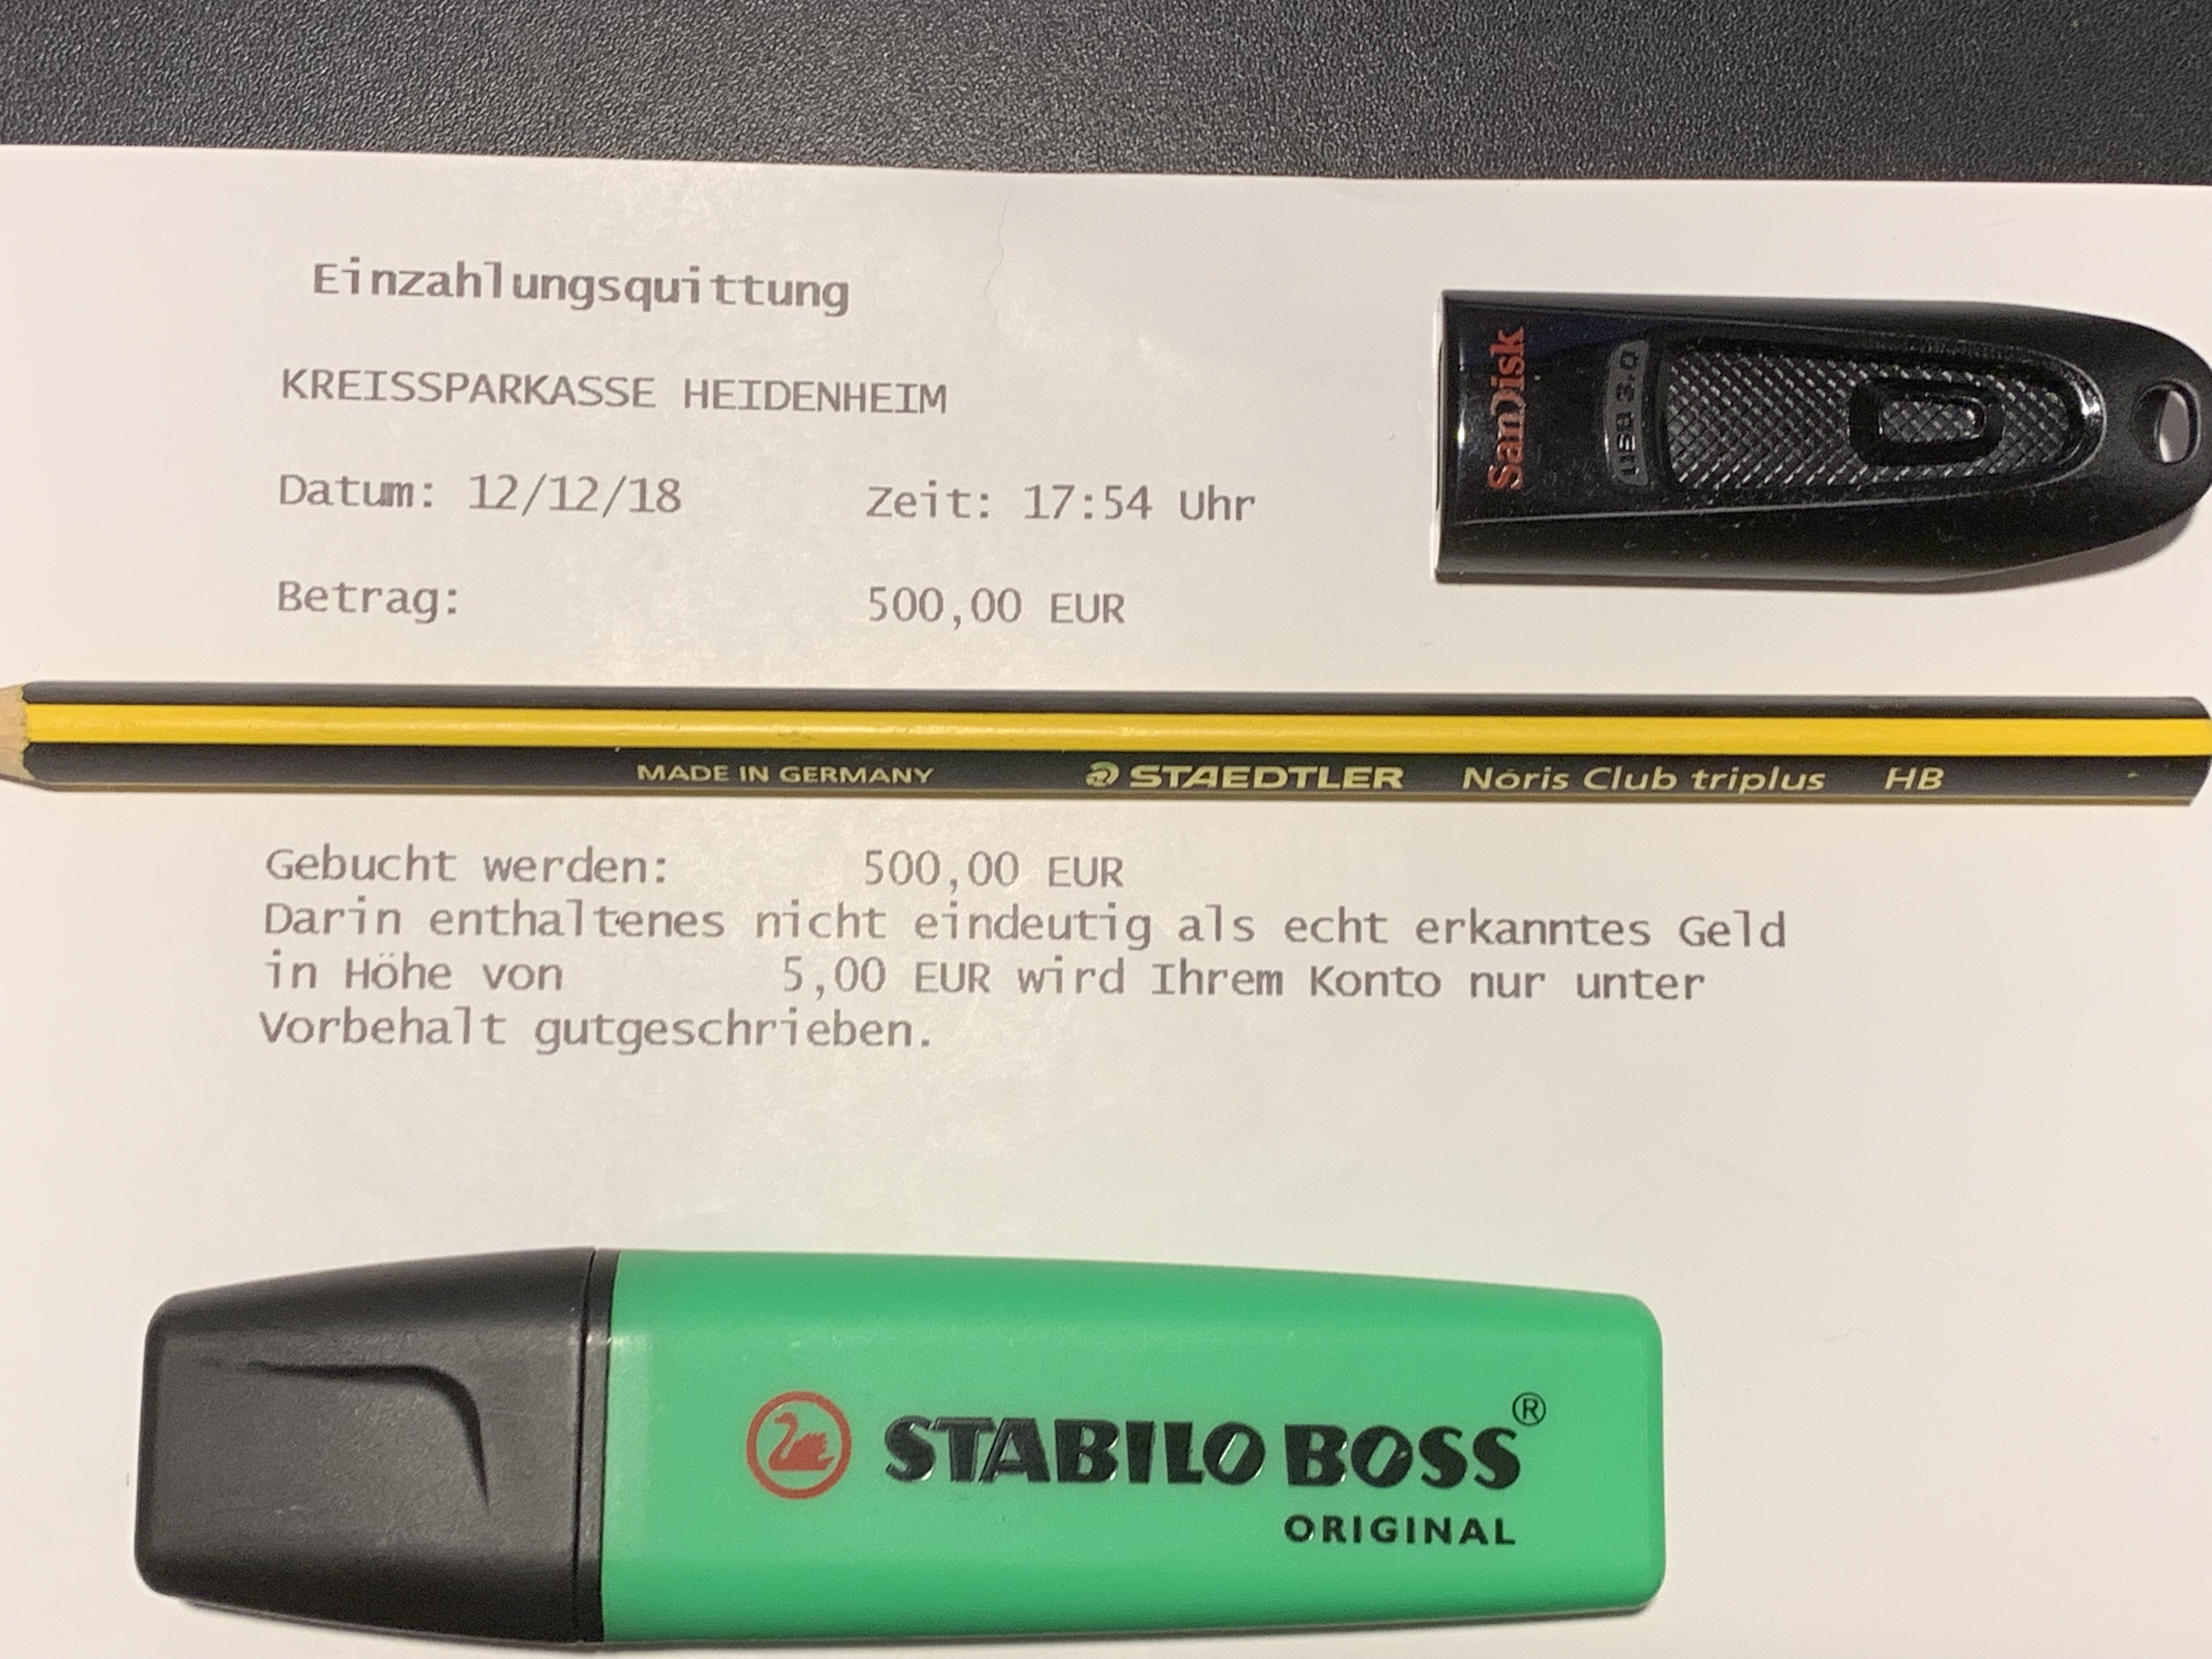 Einzahlungsquittung
KREISSPARKASSE HEIDENHEIM
SanDisk
USB 3.0
Datum: 12/12/18 Zeit: 17:54 Uhr
Betrag: 500,00 EUR
MADE IN GERMANY STAEDTLER Noris Club triplus HB
Gebucht werden: 500,00 EUR
Darin enthaltenes nicht eindeutig als echt erkanntes Geld
in Höhe von 5,00 EUR wird Ihrem Konto nur unter
Vorbehalt gutgeschrieben.
STABILO BOSS®
ORIGINAL